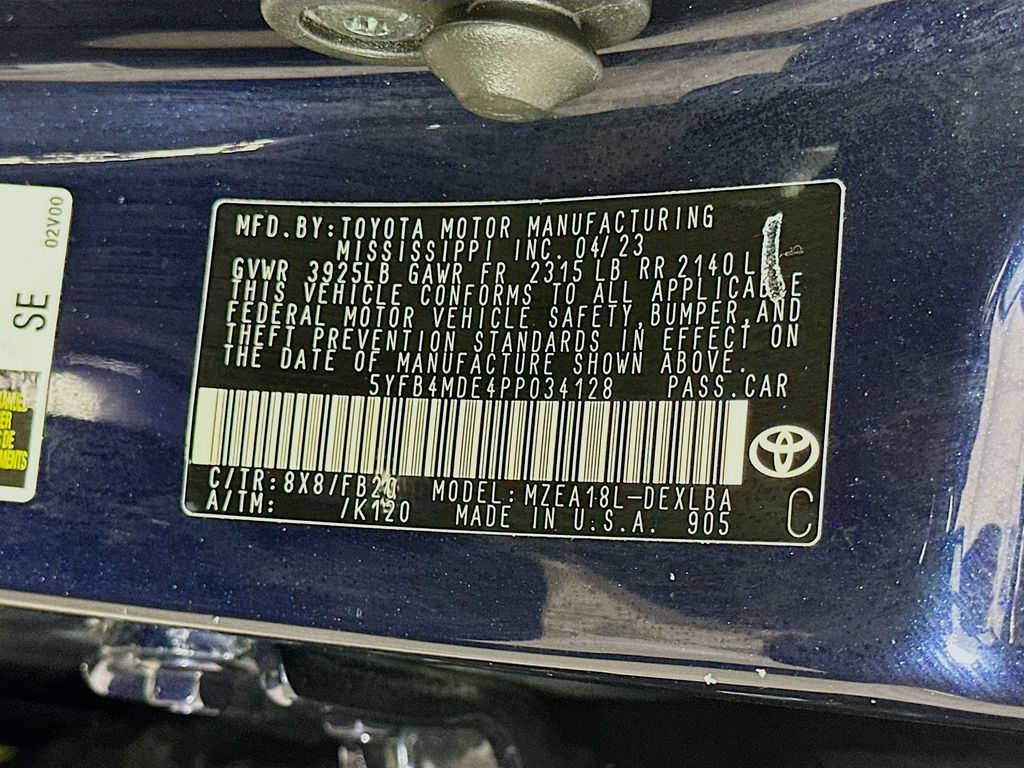 02V00
SE
MFD.BY:TOYOTA MOTOR MANUFACTURING
MISSISSIPPI INC. 04/23
GVWR 3925LB GAWR FR 2315 LB RR 2140 L
THIS VEHICLE CONFORMS TO ALL APPLICABLE
FEDERAL MOTOR VEHICLE SAFETY,BUMPER,AND
THEFT PREVENTION STANDARDS IN EFFECT ON
THE DATE OF MANUFACTURE SHOWN ABOVE.
5YFB4MDE4PP034128 PASS.CAR
C/TR:8X8/FB20 MODEL:MZEA18L-DEXLBA
A/TM: /K120 MADE IN U.S.A. 905
C